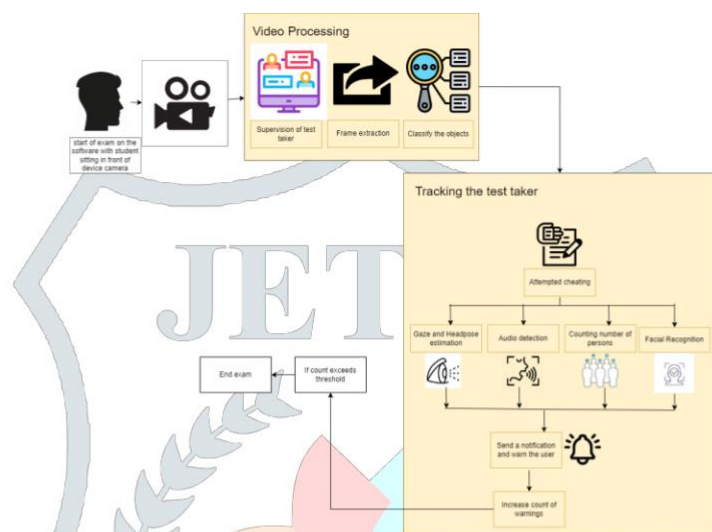 Video Processing
Supervision of test
taker
Frame extraction
Classify the objects
start of exam on the
software with student
sitting in front of
device camera
Tracking the test taker
JET
Attempted cheating
Gaze and Headpose
estimation
Audio detection
Counting number of
persons
Facial Recognition
End exam
If count exceeds
threshold
Send a notification
and warn the user
Increase count of
warnings